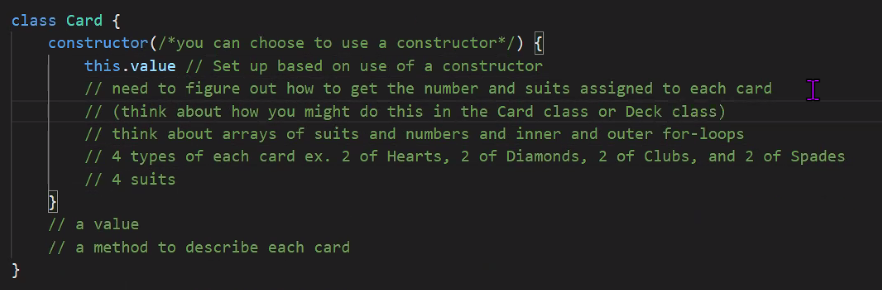 class Card {
constructor(/*you can choose to use a constructor*/) {
this.value // Set up based on use of a constructor
// need to figure out how to get the number and suits assigned to each card
// (think about how you might do this in the Card class or Deck class)
// think about arrays of suits and numbers and inner and outer for-loops
// 4 types of each card ex. 2 of Hearts, 2 of Diamonds, 2 of Clubs, and 2 of Spades
// 4 suits
}
// a value
// a method to describe each card
}